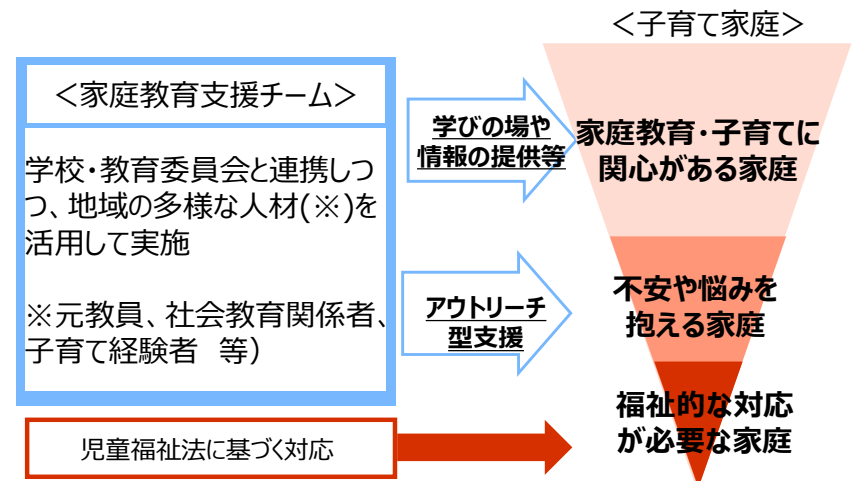 ＜子育て家庭＞
＜家庭教育支援チーム＞
学校・教育委員会と連携しつ
つ、地域の多様な人材(※)を
活用して実施
※元教員、社会教育関係者、
子育て経験者　等）
学びの場や
情報の提供等
家庭教育・子育てに
関心がある家庭
アウトリーチ
型支援
不安や悩みを
抱える家庭
児童福祉法に基づく対応
福祉的な対応
が必要な家庭